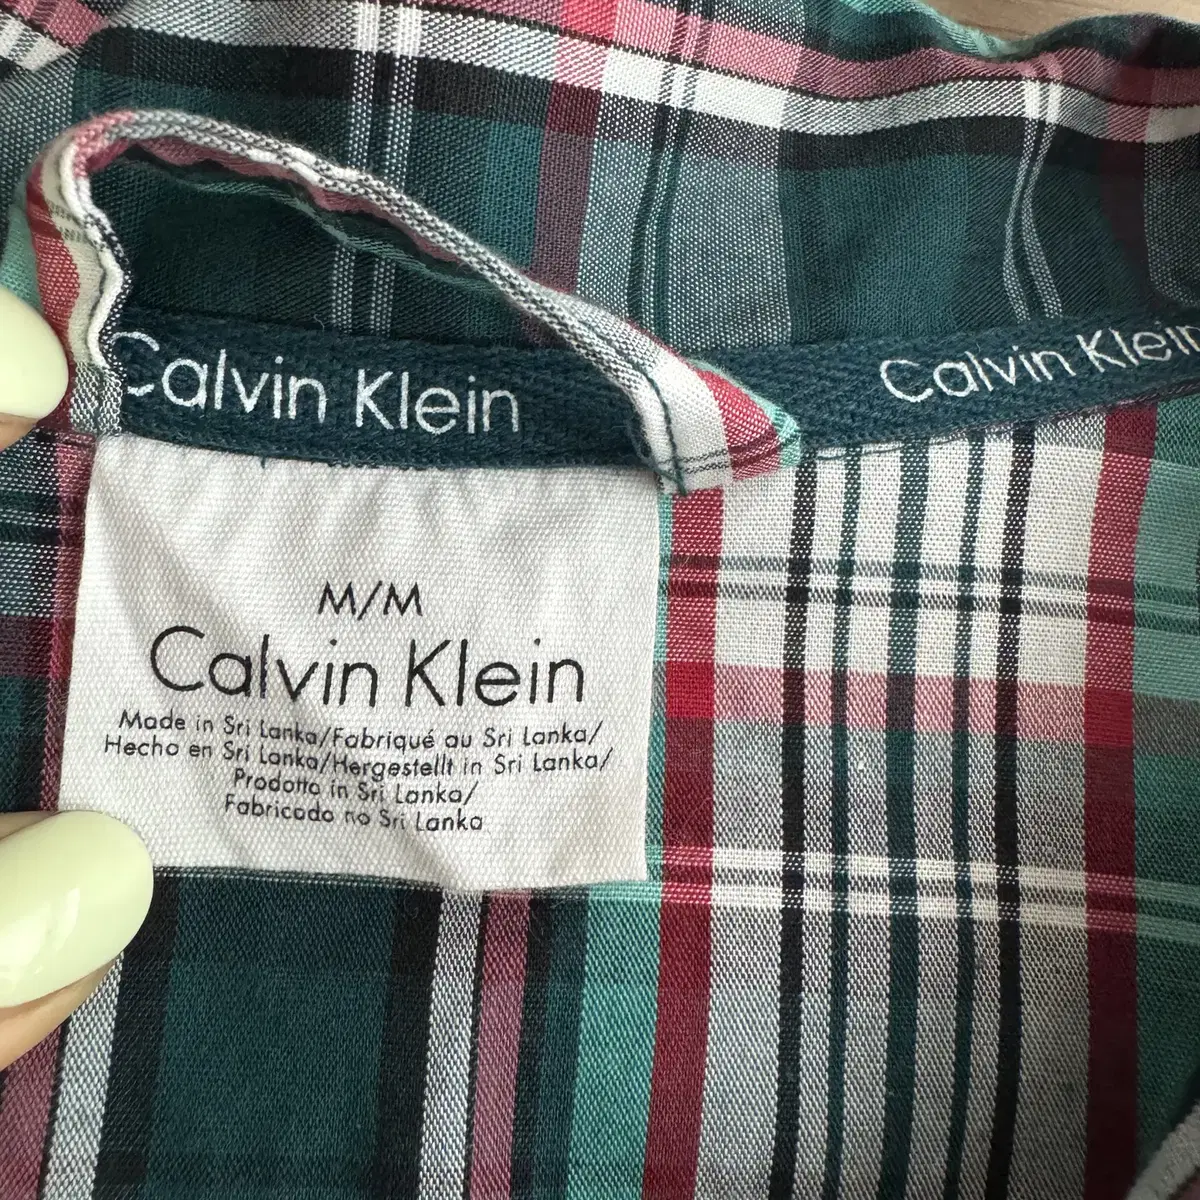 Calvin Klein
Calvin Klein
M/M
Calvin Klein
Made in Sri Lanka/Fabriqué au Sri Lanka/
Hecho en Sri Lanka/Hergestellt in Sri Lanka/
Prodotto in Sri Lanka/
Fabricado no Sri Lanka